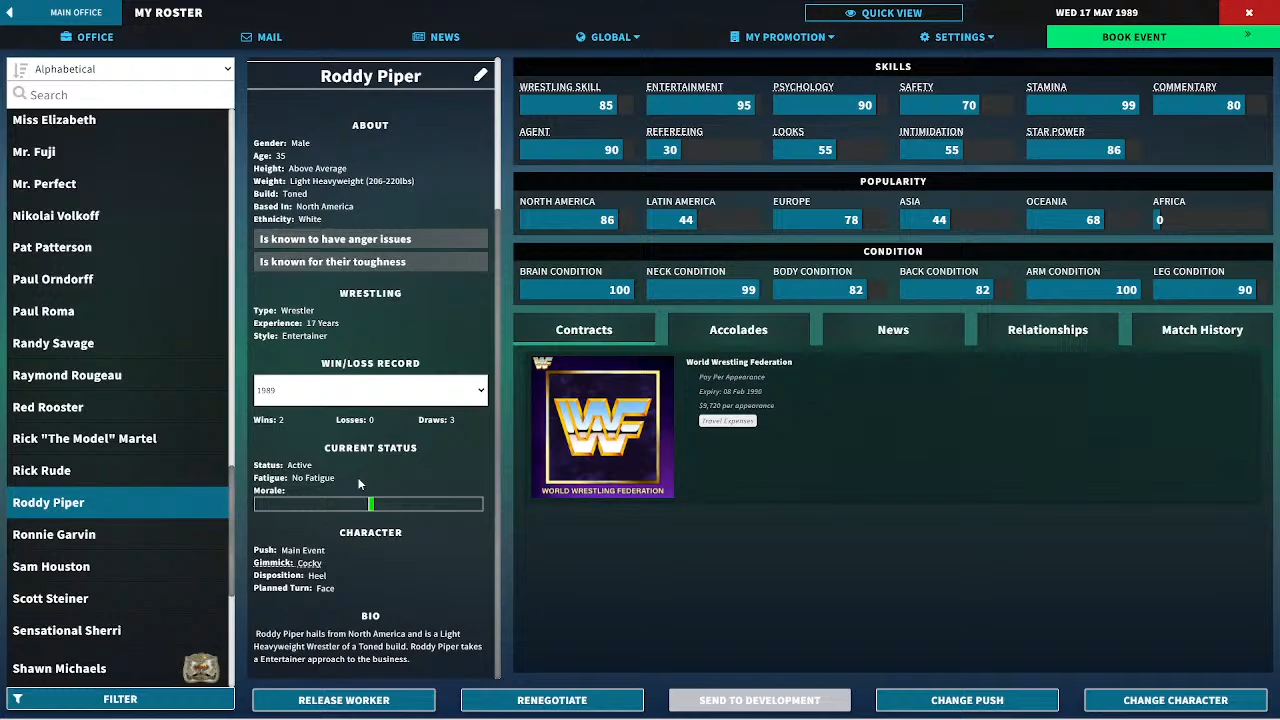 MAIN OFFICE
MY ROSTER
QUICK VIEW
WED 17 MAY 1989
OFFICE
MAIL
NEWS
GLOBAL
MY PROMOTION
SETTINGS
BOOK EVENT
Alphabetical
Search
Miss Elizabeth
Mr. Fuji
Mr. Perfect
Nikolai Volkoff
Pat Patterson
Paul Orndorff
Paul Roma
Randy Savage
Raymond Rougeau
Red Rooster
Rick "The Model" Martel
Rick Rude
Roddy Piper
Ronnie Garvin
Sam Houston
Scott Steiner
Sensational Sherri
Shawn Michaels
FILTER
Roddy Piper
ABOUT
Gender: Male
Age: 35
Height: Above Average
Weight: Light Heavyweight (206-220lbs)
Build: Toned
Based In: North America
Ethnicity: White
Is known to have anger issues
Is known for their toughness
WRESTLING
Type: Wrestler
Experience: 17 Years
Style: Entertainer
WIN/LOSS RECORD
1989
Wins: 2 Losses: 0 Draws: 3
CURRENT STATUS
Status: Active
Fatigue: No Fatigue
Morale:
CHARACTER
Push: Main Event
Gimmick: Cocky
Disposition: Heel
Planned Turn: Face
BIO
Roddy Piper hails from North America and is a Light
Heavyweight Wrestler of a Toned build. Roddy Piper takes
a Entertainer approach to the business.
SKILLS
WRESTLING SKILL ENTERTAINMENT PSYCHOLOGY SAFETY STAMINA COMMENTARY
85 95 90 70 99 80
AGENT REFEREEING LOOKS INTIMIDATION STAR POWER
90 30 55 55 86
POPULARITY
NORTH AMERICA LATIN AMERICA EUROPE ASIA OCEANIA AFRICA
86 44 78 44 68 0
CONDITION
BRAIN CONDITION NECK CONDITION BODY CONDITION BACK CONDITION ARM CONDITION LEG CONDITION
100 99 82 82 100 90
Contracts Accolades News Relationships Match History
WORLD WRESTLING FEDERATION
World Wrestling Federation
Pay Per Appearance
Expiry: 08 Feb 1990
$9,720 per appearance
Travel Expenses
RELEASE WORKER
RENEGOTIATE
SEND TO DEVELOPMENT
CHANGE PUSH
CHANGE CHARACTER